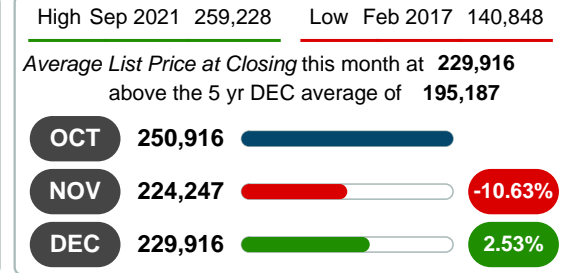 High Sep 2021 259,228 Low Feb 2017 140,848
Average List Price at Closing this month at 229,916
above the 5 yr DEC average of 195,187
OCT 250,916
NOV 224,247 -10.63%
DEC 229,916 2.53%